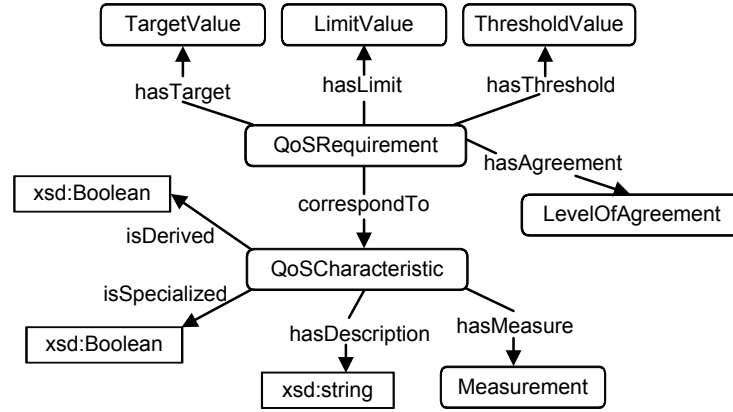 TargetValue
LimitValue
ThresholdValue
hasTarget
hasLimit
hasThreshold
QoSRequirement
hasAgreement
xsd:Boolean
correspondTo
LevelOfAgreement
isDerived
QoSCharacteristic
isSpecialized
hasDescription
hasMeasure
xsd:Boolean
xsd:string
Measurement